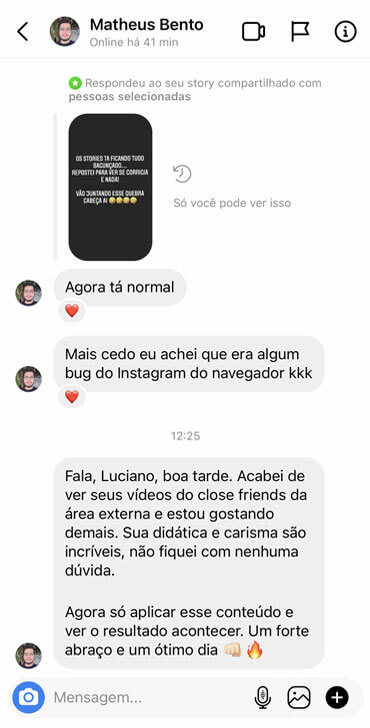 Matheus Bento
Online há 41 min
Respondeu ao seu story compartilhado com
pessoas selecionadas
OS STORIES TA FICANDO TUDO
BAGUNÇADO....
REPOSTEI PARA VER SE CORRIGIA
E NADA!
VÃO JUNTANDO ESSE QUEBRA
CABEÇA AI 🤣🤣🤣🤣
Só você pode ver isso
Agora tá normal
❤️
Mais cedo eu achei que era algum
bug do Instagram do navegador kkk
❤️
12:25
Fala, Luciano, boa tarde. Acabei de
ver seus vídeos do close friends da
área externa e estou gostando
demais. Sua didática e carisma são
incríveis, não fiquei com nenhuma
dúvida.
Agora só aplicar esse conteúdo e
ver o resultado acontecer. Um forte
abraço e um ótimo dia 👊🏻🔥
Mensagem...